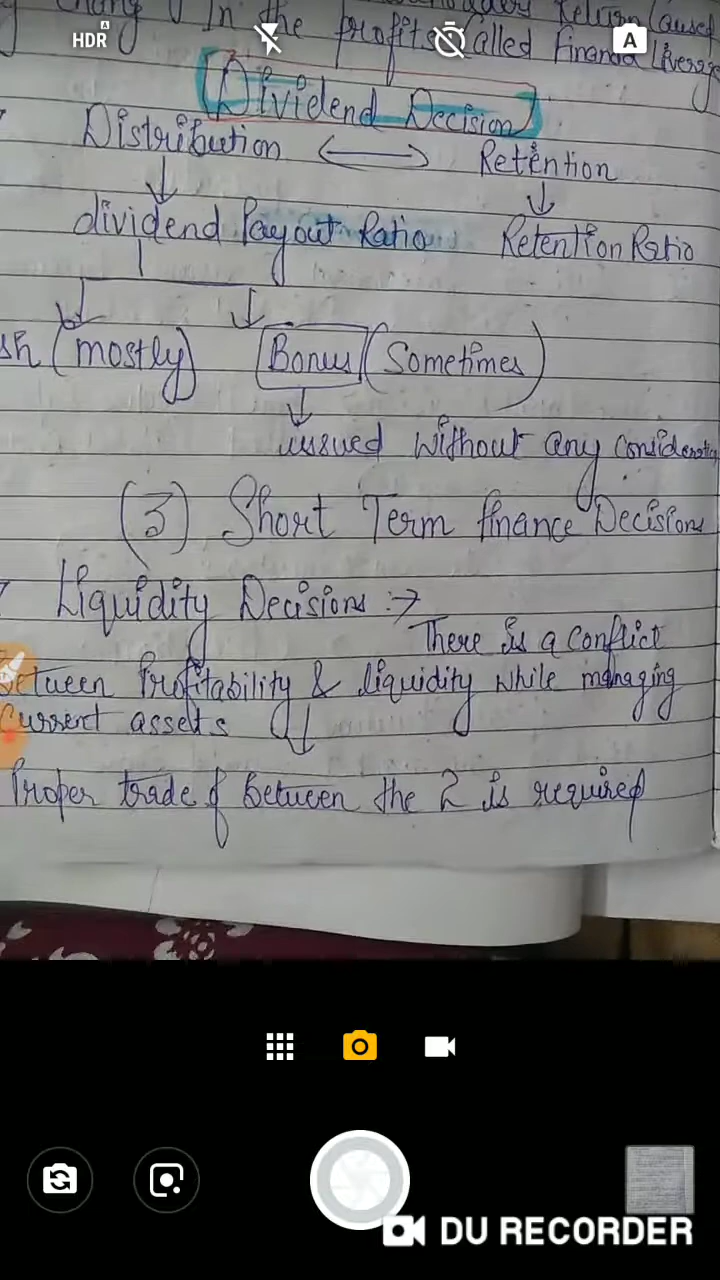 In the profits Called Financial Leverage
HDR A
A
Dividend Decision
Distribution ⟷ Retention
dividend Payout Ratio Retention Ratio
sh (mostly) Bonus (Sometimes)
issued without any Consideration
(3) Short Term finance Decisions
Liquidity Decisions :→
There is a conflict
Between Profitability & liquidity while managing
Current assets
Proper trade of between the 2 is required
DU RECORDER